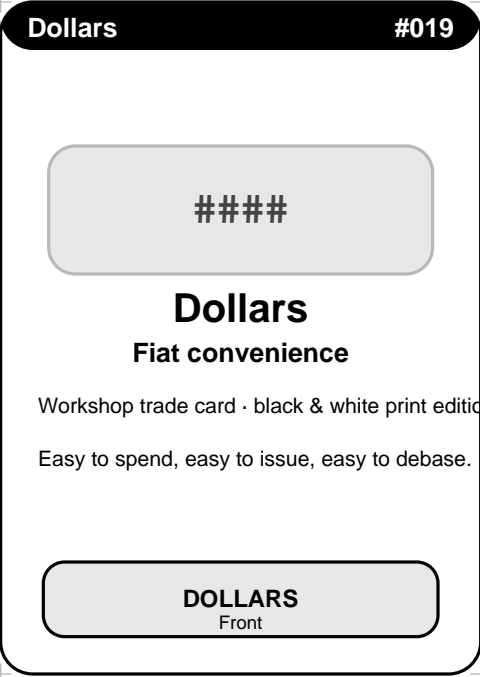 Dollars #019
####
Dollars
Fiat convenience
Workshop trade card · black & white print
Easy to spend, easy to issue, easy to debase.
DOLLARS
Front